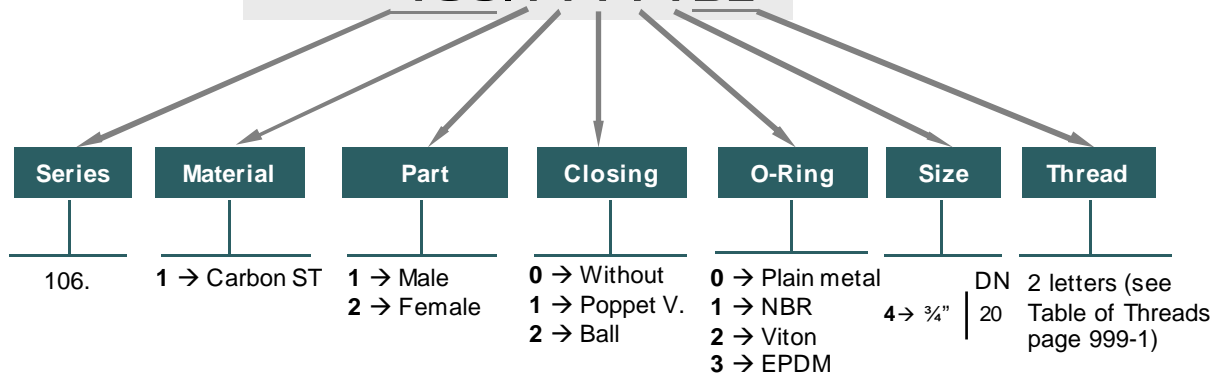 Series
Material
Part
Closing
O-Ring
Size
Thread
106.
1 → Carbon ST
1 → Male
2 → Female
0 → Without
1 → Poppet V.
2 → Ball
0 → Plain metal
1 → NBR
2 → Viton
3 → EPDM
DN
4→ ¾” 20
2 letters (see
Table of Threads
page 999-1)